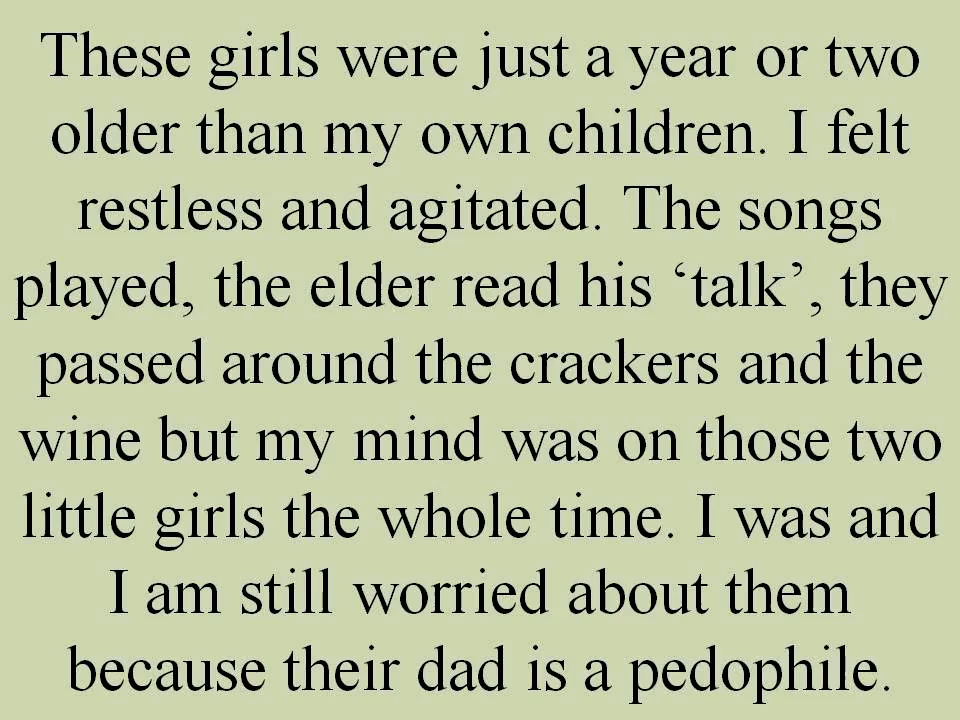 These girls were just a year or two
older than my own children. I felt
restless and agitated. The songs
played, the elder read his ‘talk’, they
passed around the crackers and the
wine but my mind was on those two
little girls the whole time. I was and
I am still worried about them
because their dad is a pedophile.